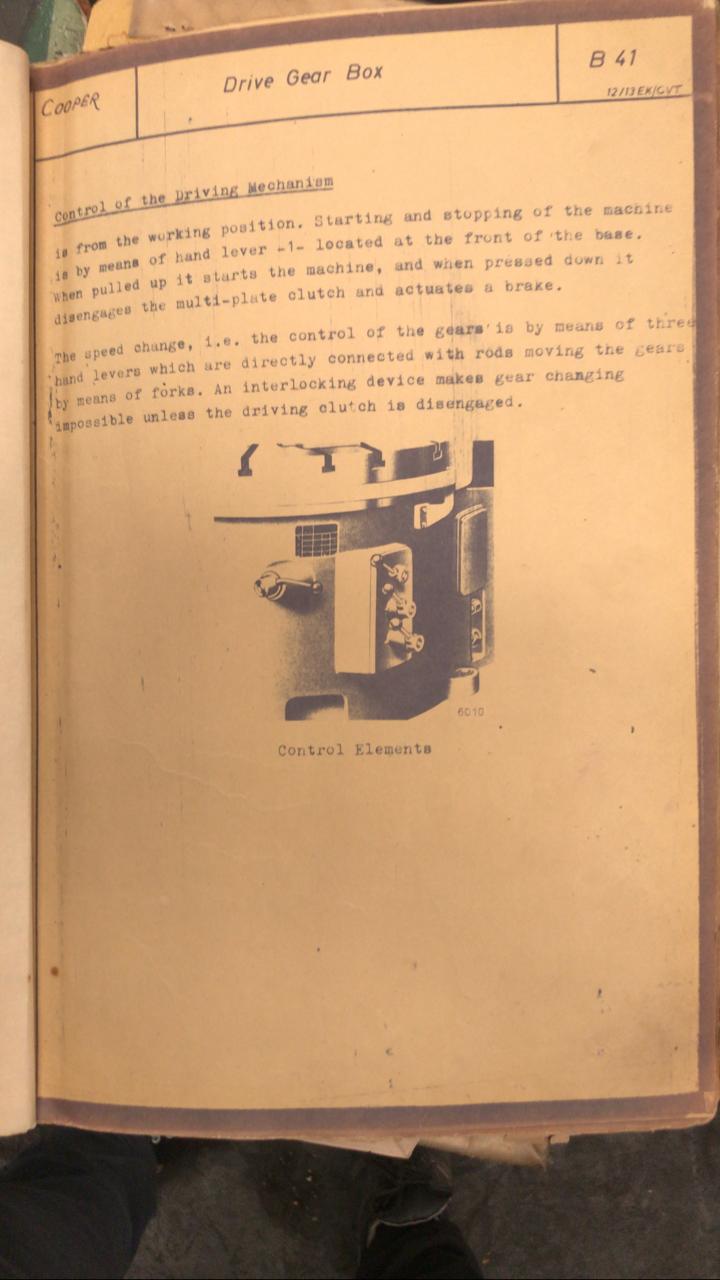 COOPER
Drive Gear Box
B 41
12/13 EK/CVT
Control of the Driving Mechanism
is from the working position. Starting and stopping of the machine
is by means of hand lever -1- located at the front of the base.
When pulled up it starts the machine, and when pressed down it
disengages the multi-plate clutch and actuates a brake.
The speed change, i.e. the control of the gears is by means of three
hand levers which are directly connected with rods moving the gears
by means of forks. An interlocking device makes gear changing
impossible unless the driving clutch is disengaged.
6010
Control Elements